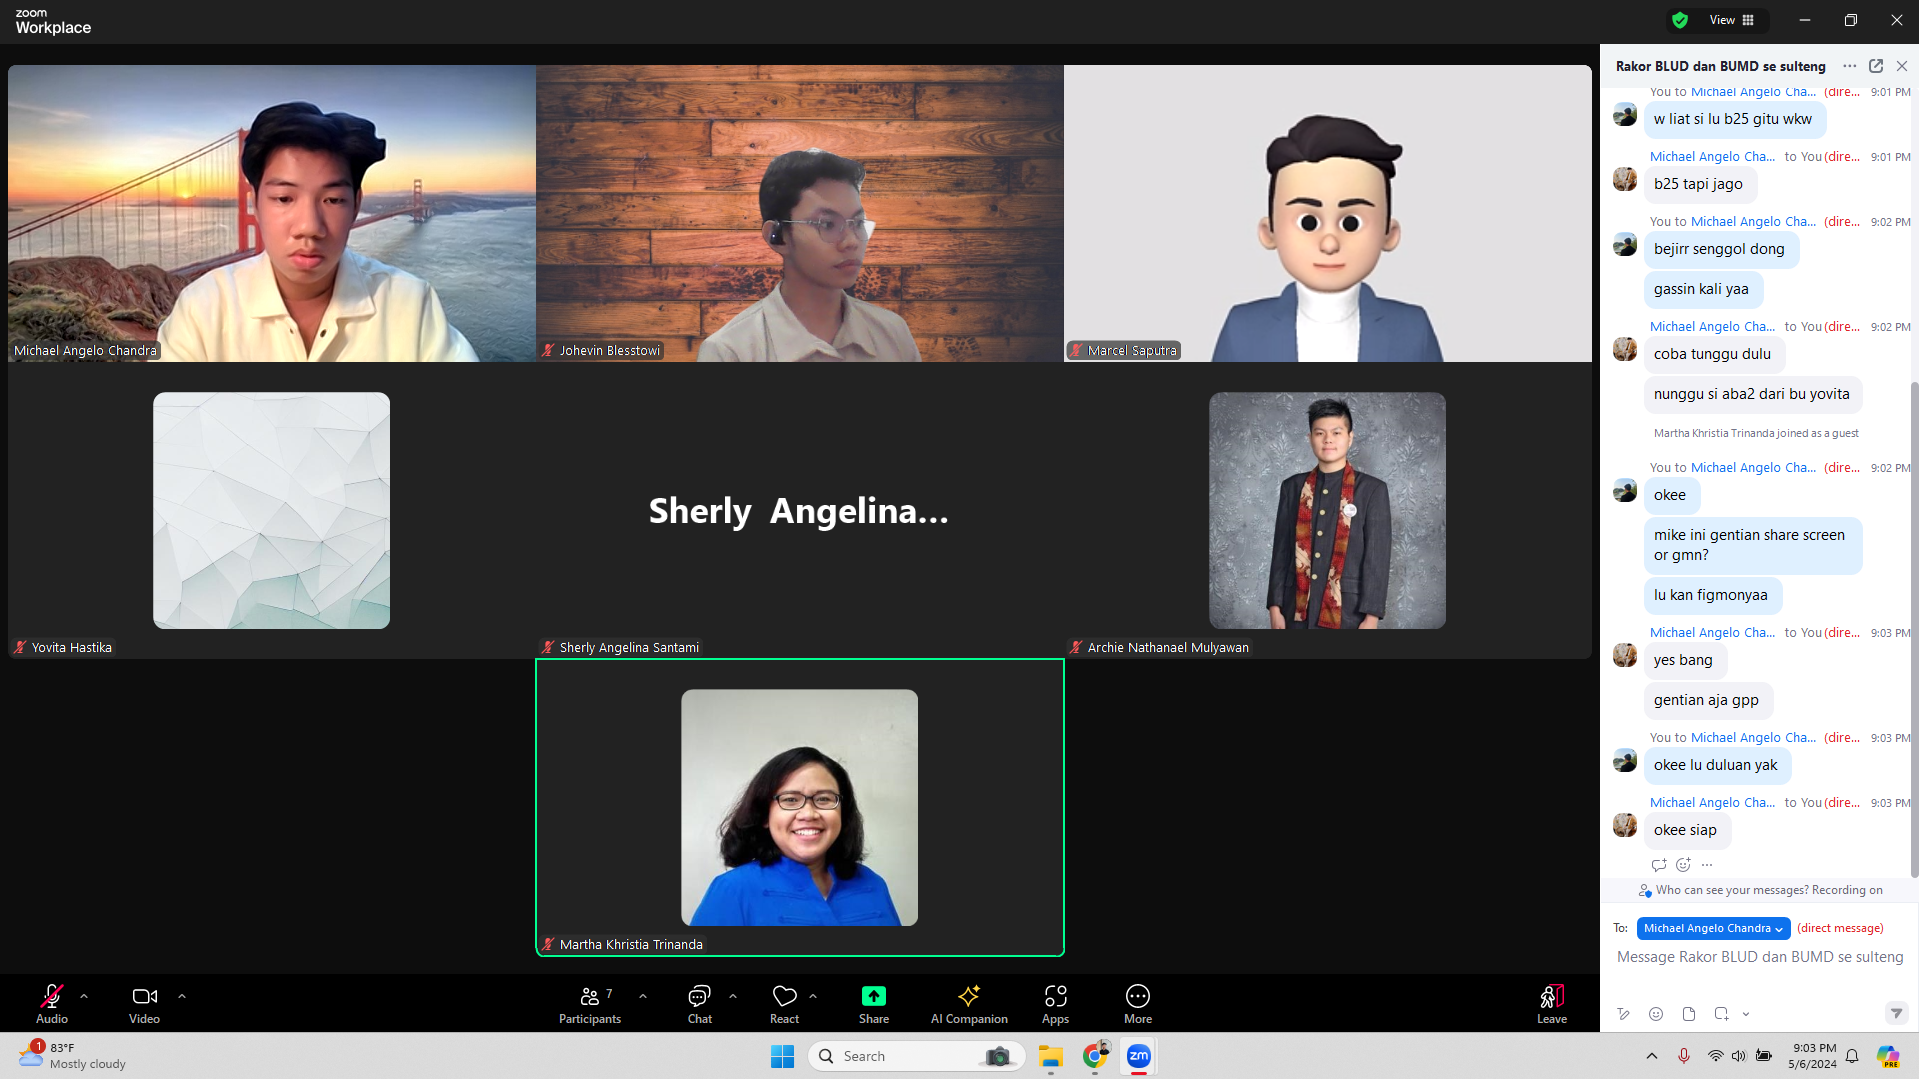 zoom
Workplace
View
Michael Angelo Chandra
Johevin Blesstowi
Marcel Saputra
Sherly Angelina...
Yovita Hastika
Sherly Angelina Santami
Archie Nathanael Mulyawan
Martha Khristia Trinanda
Rakor BLUD dan BUMD se sulteng
You to Michael Angelo Cha... (dire... 9:01 PM
w liat si lu b25 gitu wkw
Michael Angelo Cha... to You (dire... 9:01 PM
b25 tapi jago
You to Michael Angelo Cha... (dire... 9:02 PM
bejirr senggol dong
gassin kali yaa
Michael Angelo Cha... to You (dire... 9:02 PM
coba tunggu dulu
nunggu si aba2 dari bu yovita
Martha Khristia Trinanda joined as a guest
You to Michael Angelo Cha... (dire... 9:02 PM
okee
mike ini gentian share screen
or gmn?
lu kan figmonyaa
Michael Angelo Cha... to You (dire... 9:03 PM
yes bang
gentian aja gpp
You to Michael Angelo Cha... (dire... 9:03 PM
okee lu duluan yak
Michael Angelo Cha... to You (dire... 9:03 PM
okee siap
Who can see your messages? Recording on
To: Michael Angelo Chandra (direct message)
Message Rakor BLUD dan BUMD se sulteng
Audio
Video
Participants 7
Chat
React
Share
AI Companion
Apps
More
Leave
1
83°F
Mostly cloudy
Search
zm
9:03 PM
5/6/2024
PRE